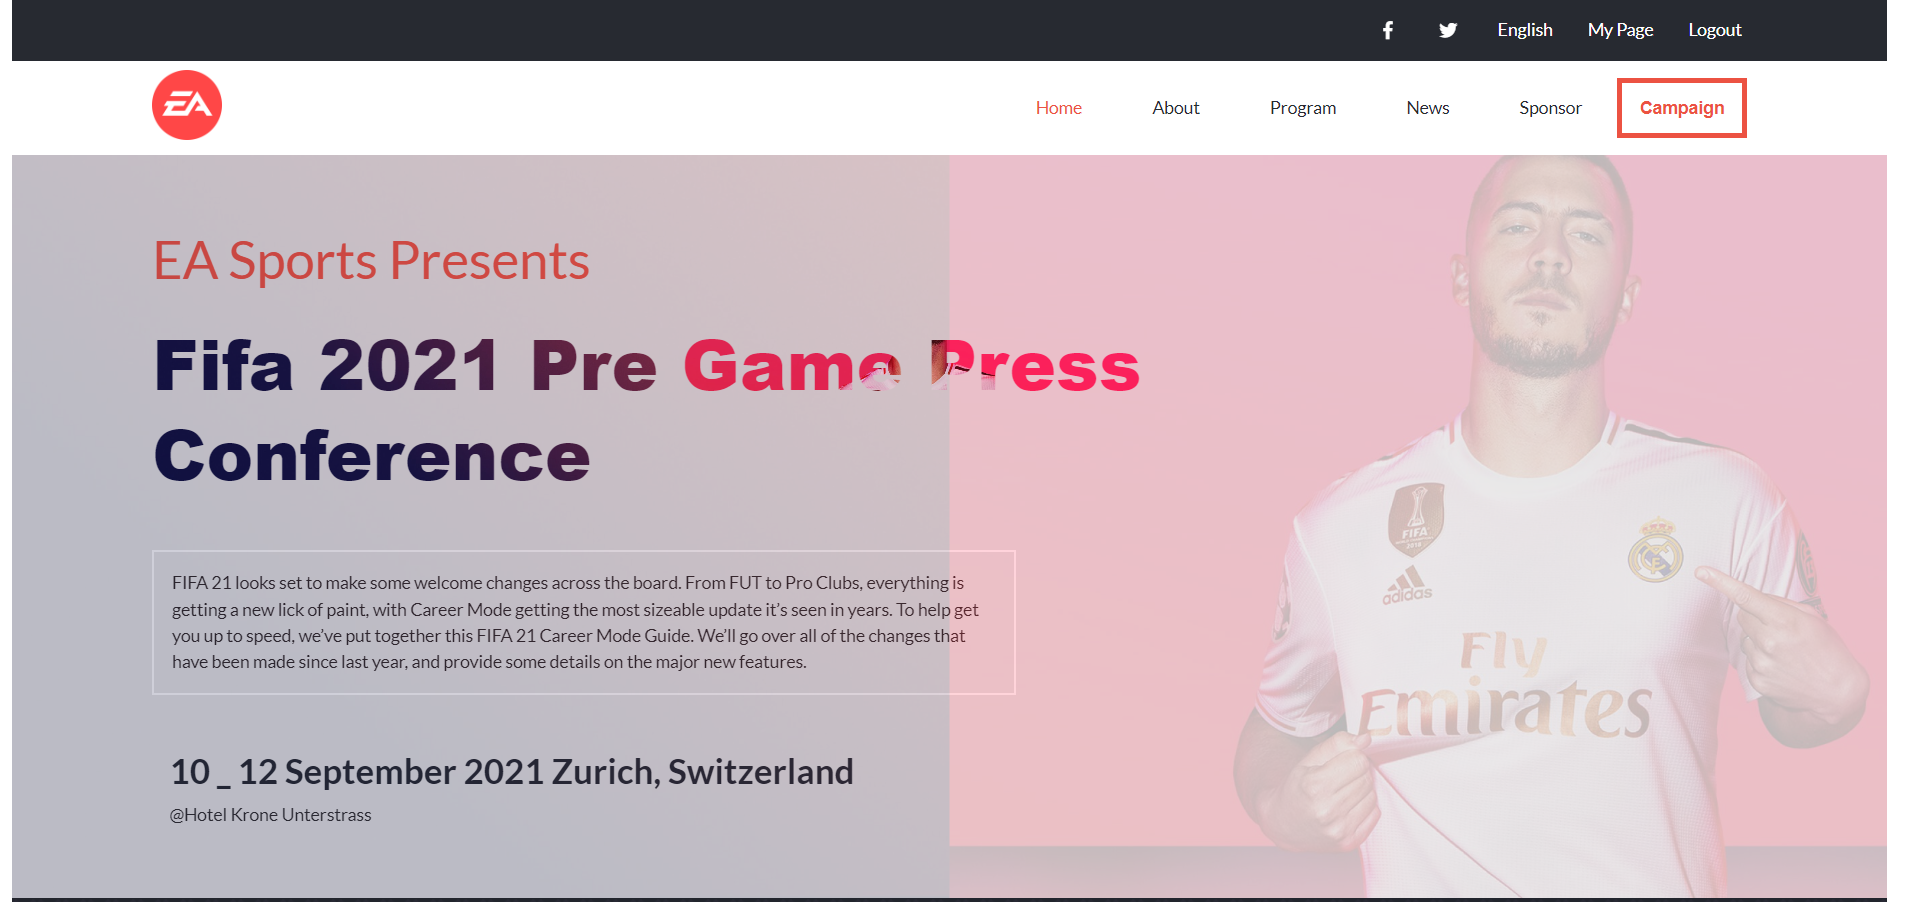 English My Page Logout
EA
Home About Program News Sponsor Campaign
EA Sports Presents
Fifa 2021 Pre Game Press
Conference
FIFA 21 looks set to make some welcome changes across the board. From FUT to Pro Clubs, everything is
getting a new lick of paint, with Career Mode getting the most sizeable update it’s seen in years. To help get
you up to speed, we’ve put together this FIFA 21 Career Mode Guide. We’ll go over all of the changes that
have been made since last year, and provide some details on the major new features.
10 _ 12 September 2021 Zurich, Switzerland
@Hotel Krone Unterstrass
FIFA
adidas
Fly
Emirates